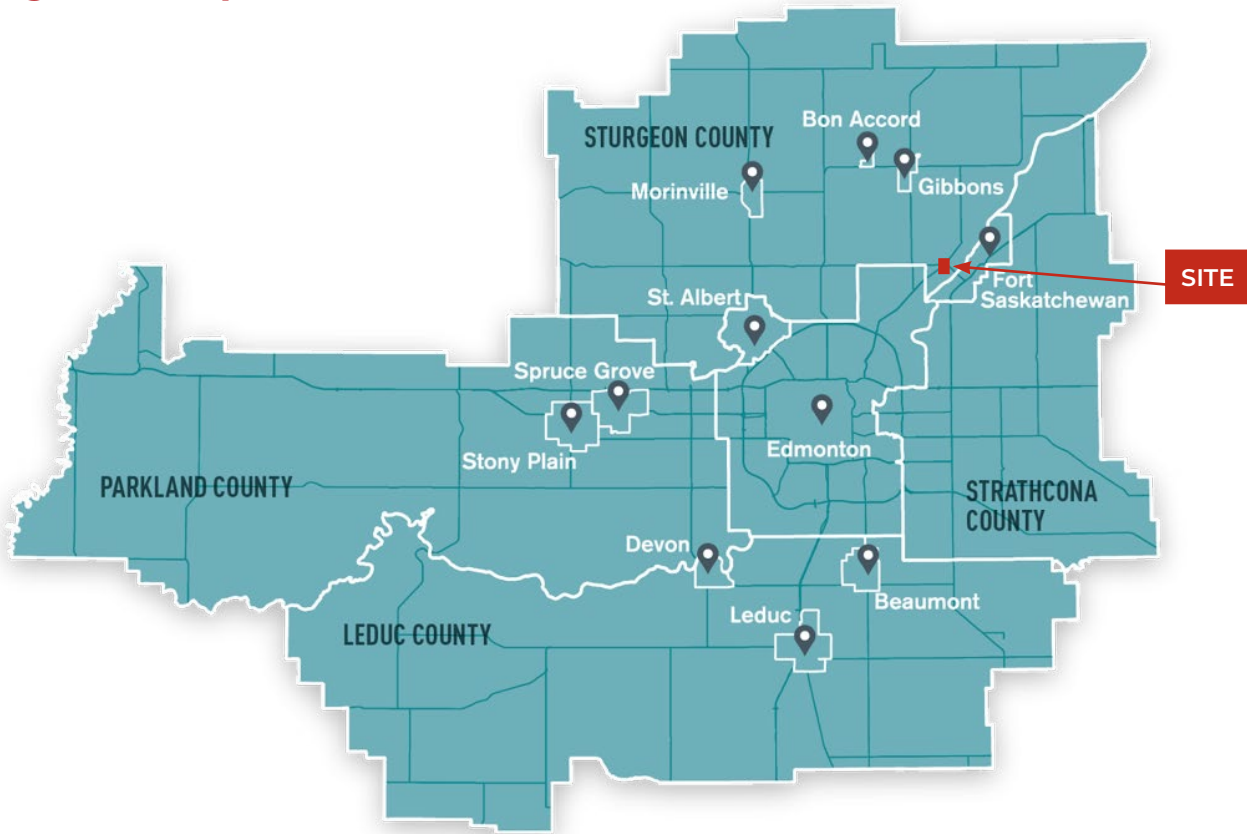 Bon Accord
STURGEON COUNTY
Morinville
Gibbons
SITE
Fort
Saskatchewan
St. Albert
Spruce Grove
Stony Plain
Edmonton
PARKLAND COUNTY
STRATHCONA
COUNTY
Devon
Beaumont
Leduc
LEDUC COUNTY